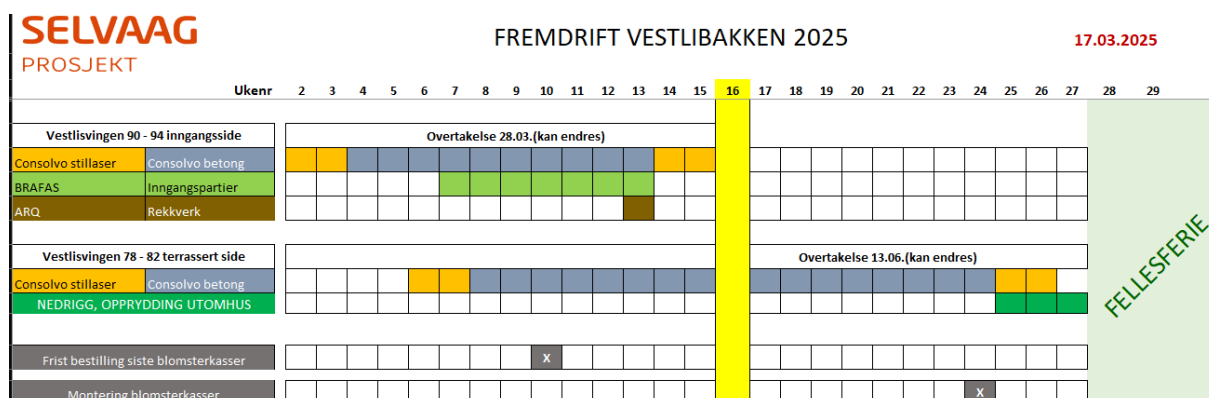 SELVAAG
PROSJEKT
FREMDRIFT VESTLIBAKKEN 2025
17.03.2025
Ukenr 2 3 4 5 6 7 8 9 10 11 12 13 14 15 16 17 18 19 20 21 22 23 24 25 26 27 28 29
Vestlisvingen 90 - 94 inngangsside Overtakelse 28.03.(kan endres)
Consolvo stillaser Consolvo betong
BRAFAS Inngangspartier
ARQ Rekkverk
Vestlisvingen 78 - 82 terrassert side Overtakelse 13.06.(kan endres)
Consolvo stillaser Consolvo betong
NEDRIGG, OPPRYDDING UTOMHUS
FELLESFERIE
Frist bestilling siste blomsterkasser X
Montering blomsterkasser X